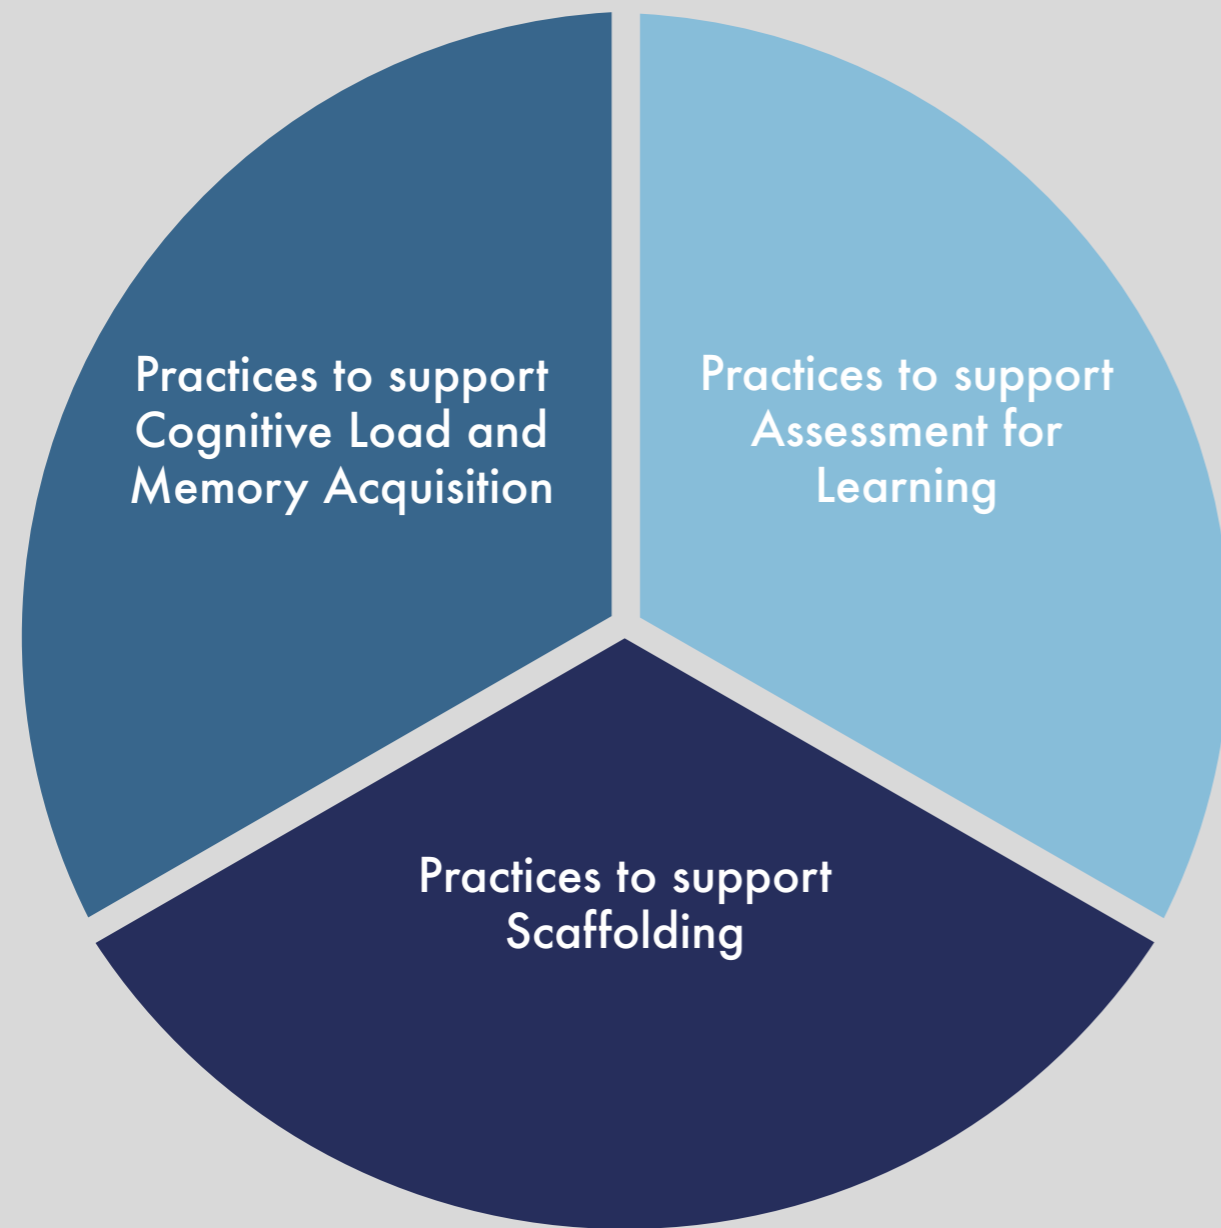 Practices to support
Cognitive Load and
Memory Acquisition
Practices to support
Assessment for
Learning
Practices to support
Scaffolding